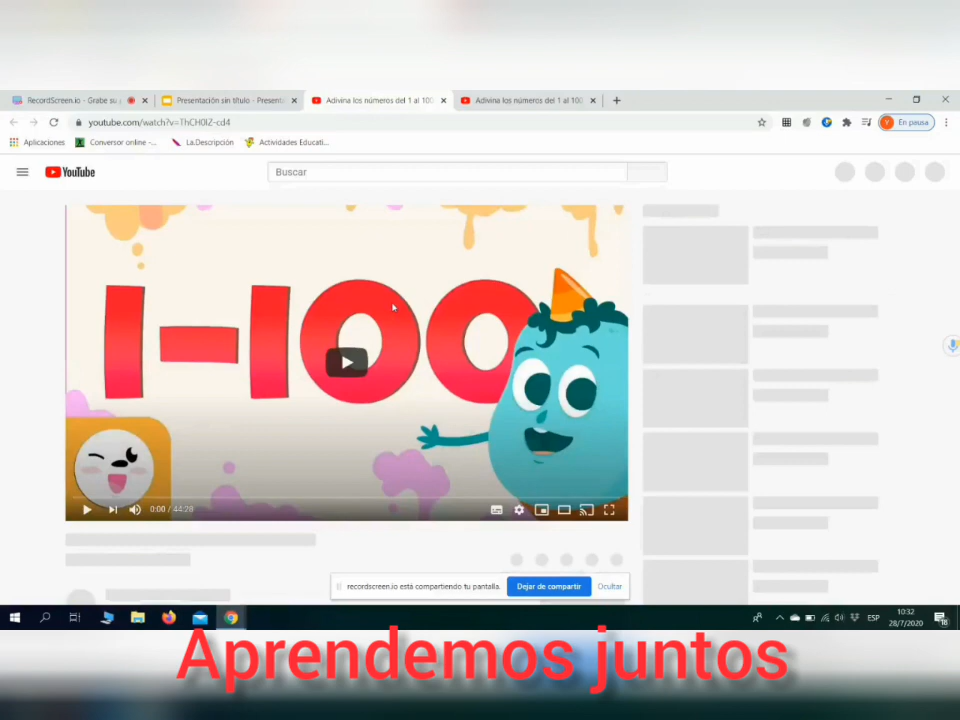 RecordScreen.io - Grabe su
Presentación sin título - Present
Adivina los números del 1 al 100
Adivina los números del 1 al 100
youtube.com/watch?v=ThCH0IZ-cd4
En pausa
Aplicaciones
Conversor online -...
La.Descripción
Actividades Educati...
YouTube
Buscar
1-100
0:00 / 44:28
recordscreen.io está compartiendo tu pantalla.
Dejar de compartir
Ocultar
ESP
10:32
28/7/2020
Aprendemos juntos